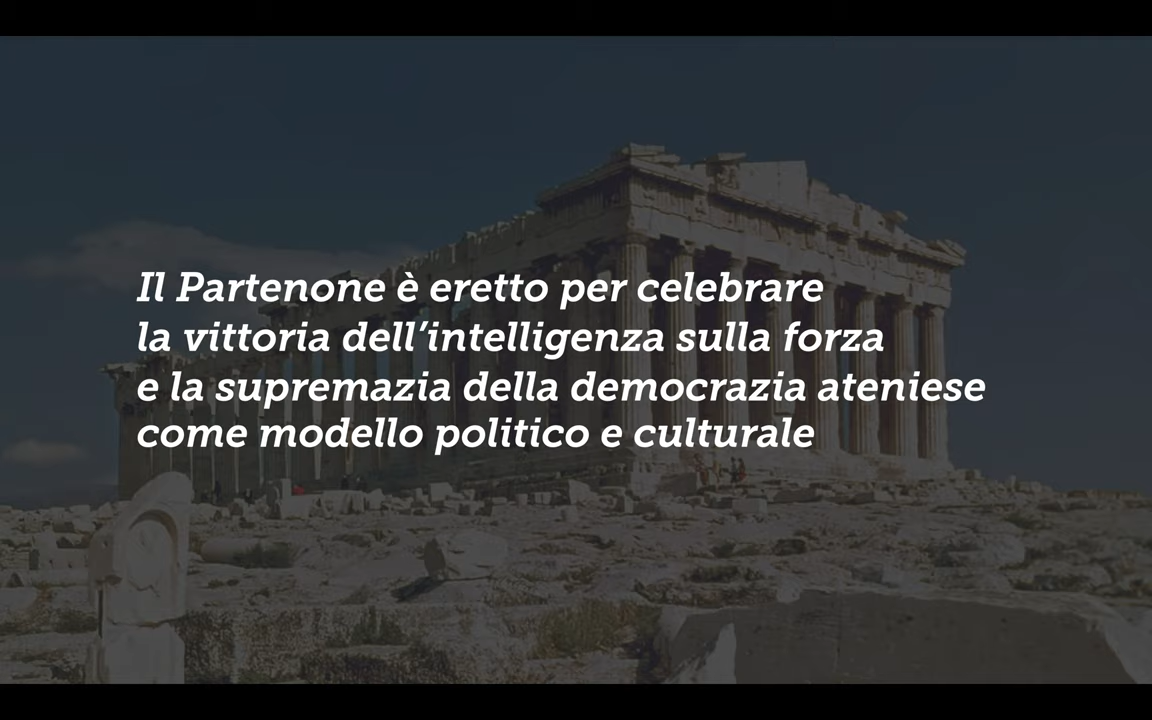 Il Partenone è eretto per celebrare
la vittoria dell’intelligenza sulla forza
e la supremazia della democrazia ateniese
come modello politico e culturale